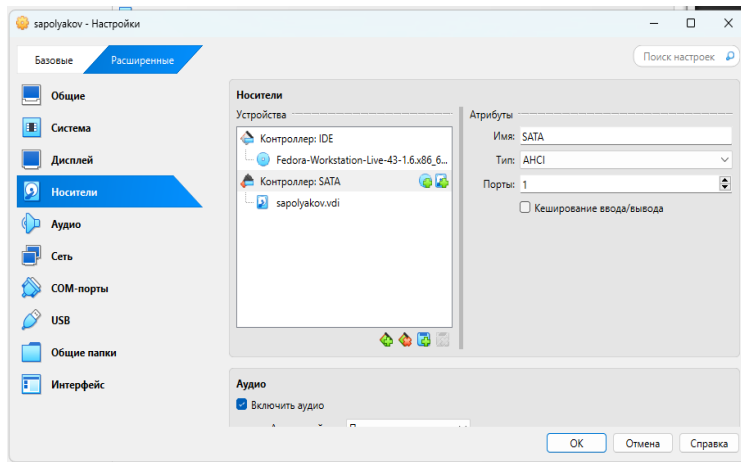 sapolyakov - Настройки
Базовые
Расширенные
Поиск настроек
Общие
Система
Дисплей
Носители
Аудио
Сеть
COM-порты
USB
Общие папки
Интерфейс
Носители
Устройства
Контроллер: IDE
Fedora-Workstation-Live-43-1.6.x86_6...
Контроллер: SATA
sapolyakov.vdi
Атрибуты
Имя: SATA
Тип: AHCI
Порты: 1
Кеширование ввода/вывода
Аудио
Включить аудио
OK
Отмена
Справка